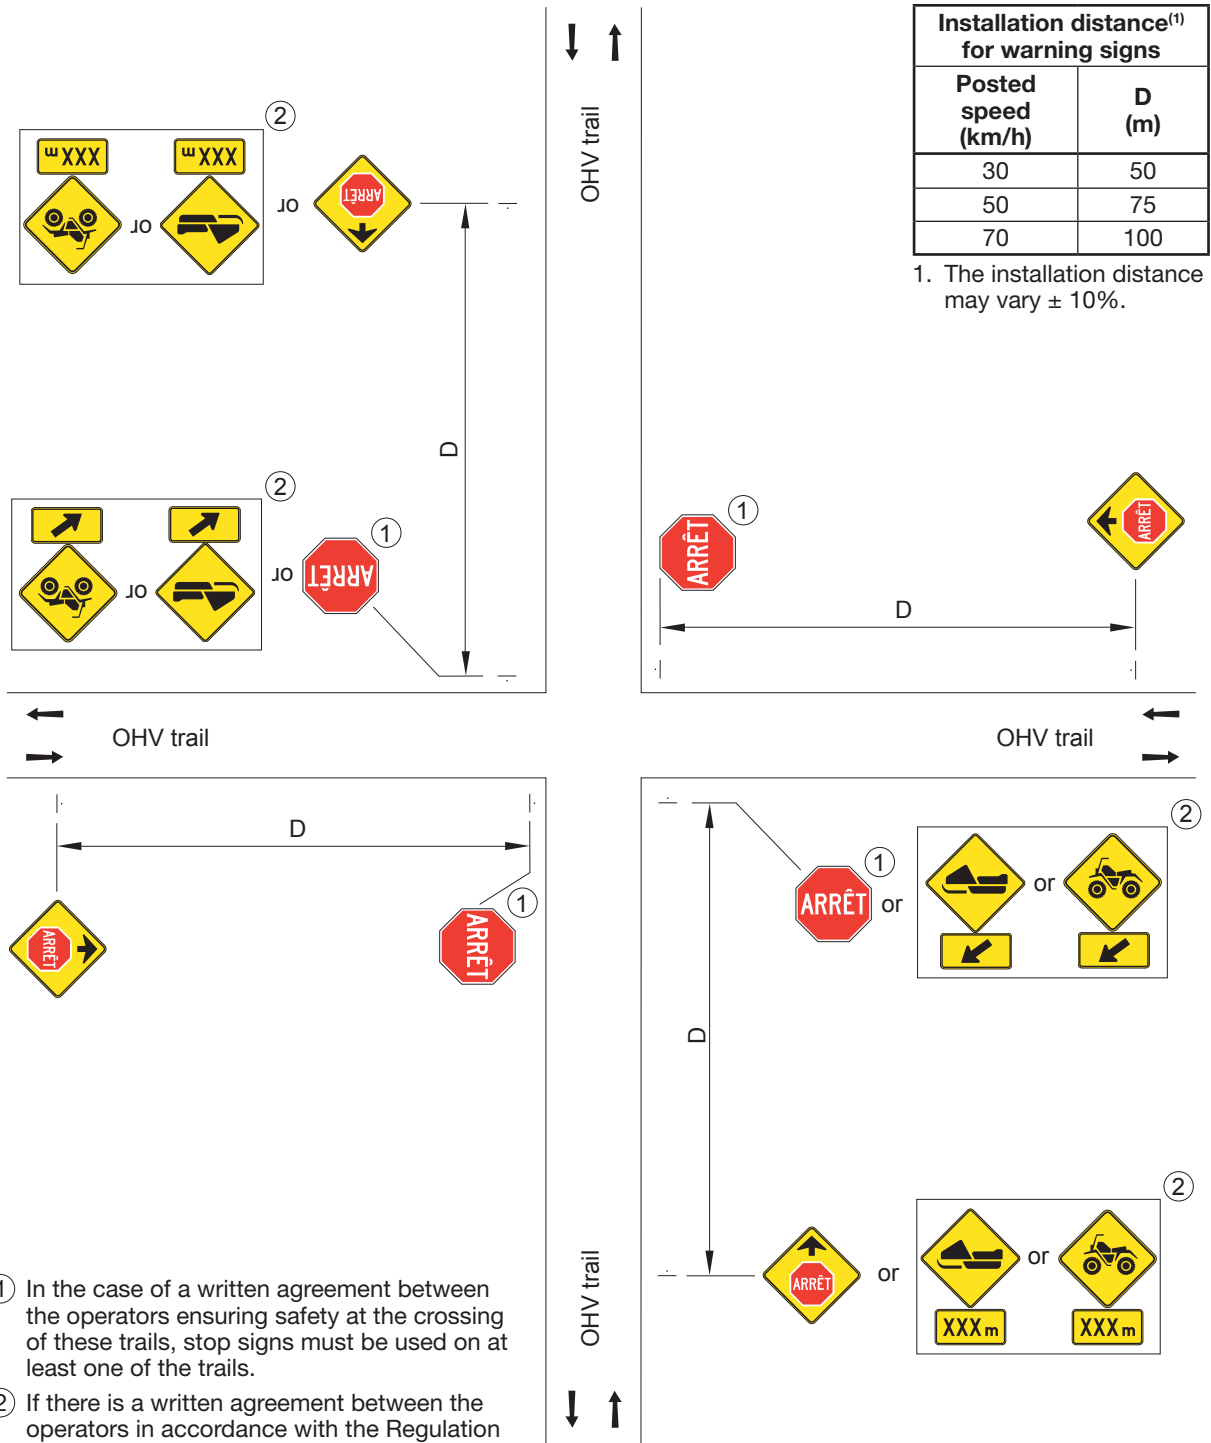 Installation distance(1)
for warning signs
Posted
speed
(km/h)
D
(m)
30 50
50 75
70 100
1. The installation distance
may vary ± 10%.
OHV trail
2
XXX m
XXX m
or
or
ARRÊT
D
2
or
or
1
ARRÊT
1
ARRÊT
ARRÊT
D
OHV trail
OHV trail
D
ARRÊT
1
ARRÊT
D
1
ARRÊT
or
or
2
OHV trail
ARRÊT
or
or
2
XXX m
XXX m
1 In the case of a written agreement between
the operators ensuring safety at the crossing
of these trails, stop signs must be used on at
least one of the trails.
2 If there is a written agreement between the
operators in accordance with the Regulation